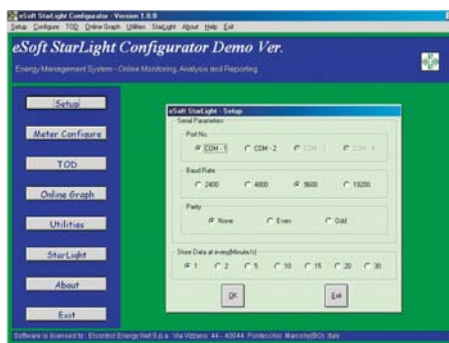 eSoft StarLight Configurator - Version 1.0.0
Setup Configure TOD Online Graph Utilities StarLight About Help Exit
eSoft StarLight Configurator Demo Ver.
Energy Management System - Online Monitoring, Analysis and Reporting
Setup
Meter Configure
TOD
Online Graph
Utilities
StarLight
About
Exit
eSoft StarLight - Setup
Serial Parameters
Port No.
COM - 1 COM - 2 COM - 3 COM - 4
Baud Rate
2400 4800 9600 19200
Parity
None Even Odd
Store Data at every(Minute/s)
1 2 5 10 15 20 30
OK Exit
Software is licensed to : Elcontrol Energy Net S.p.a Via Vizzano 44 - 40044 Pontecchio Marconi(BO) Italy